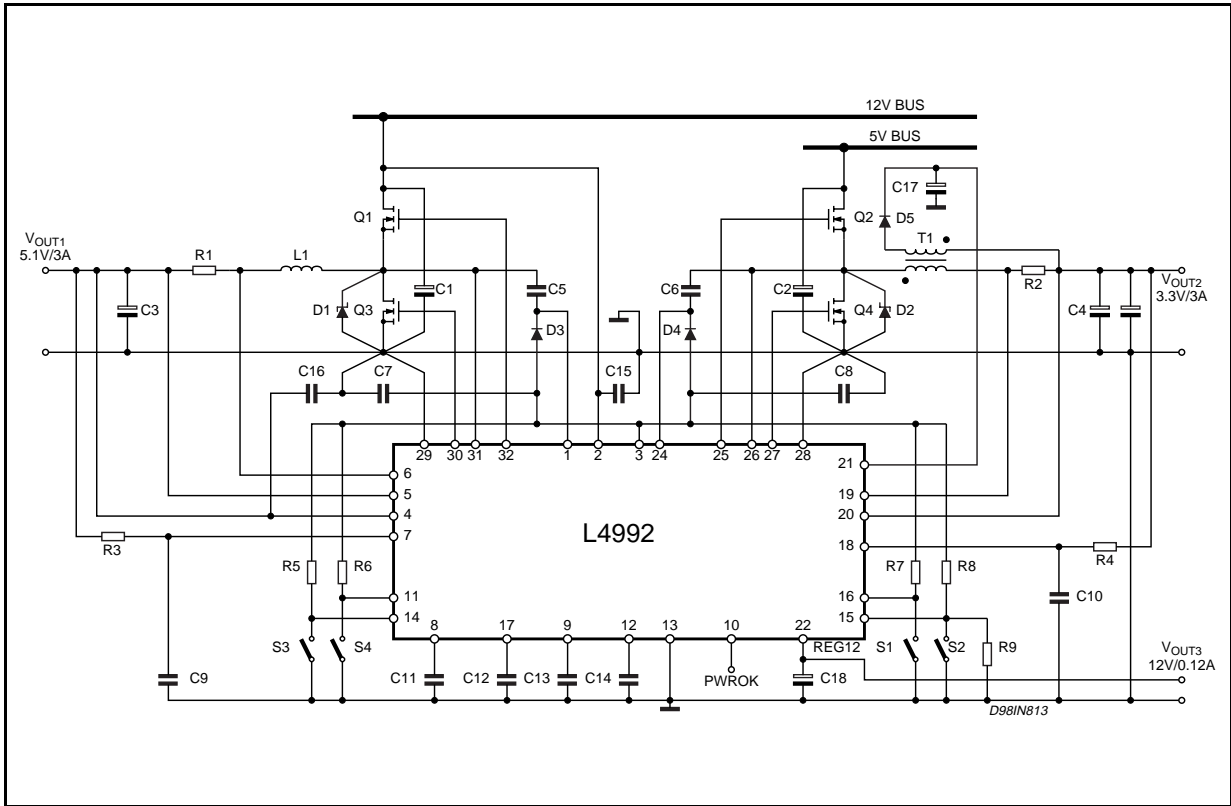 12V BUS
5V BUS
C17
Q1
Q2
D5
T1
VOUT1
5.1V/3A
R1
L1
R2
VOUT2
3.3V/3A
C3
D1
Q3
C1
C5
D3
C6
D4
C2
Q4
D2
C4
C16
C7
C15
C8
29
30
31
32
1
2
3
24
25
26
27
28
6
5
4
7
11
14
21
19
20
18
16
15
L4992
R3
R4
R5
R6
R7
R8
C10
8
17
9
12
13
10
22
REG12
S3
S4
S1
S2
R9
C9
C11
C12
C13
C14
PWROK
C18
VOUT3
12V/0.12A
D98IN813